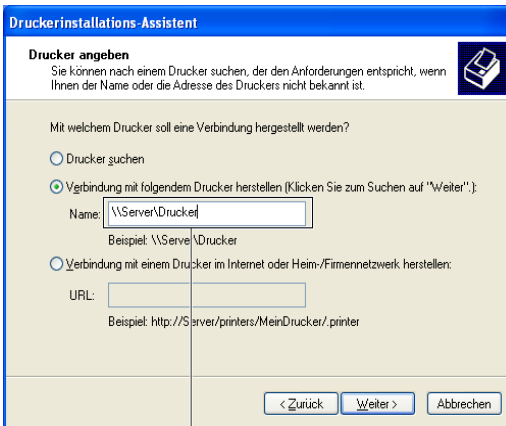 Druckerinstallations-Assistent
Drucker angeben
Sie können nach einem Drucker suchen, der den Anforderungen entspricht, wenn
Ihnen der Name oder die Adresse des Druckers nicht bekannt ist.
Mit welchem Drucker soll eine Verbindung hergestellt werden?
Drucker suchen
Verbindung mit folgendem Drucker herstellen (Klicken Sie zum Suchen auf "Weiter".):
Name: \\Server\Drucker
Beispiel: \\Server\Drucker
Verbindung mit einem Drucker im Internet oder Heim-/Firmennetzwerk herstellen:
URL:
Beispiel: http://Server/printers/MeinDrucker/.printer
< Zurück Weiter > Abbrechen